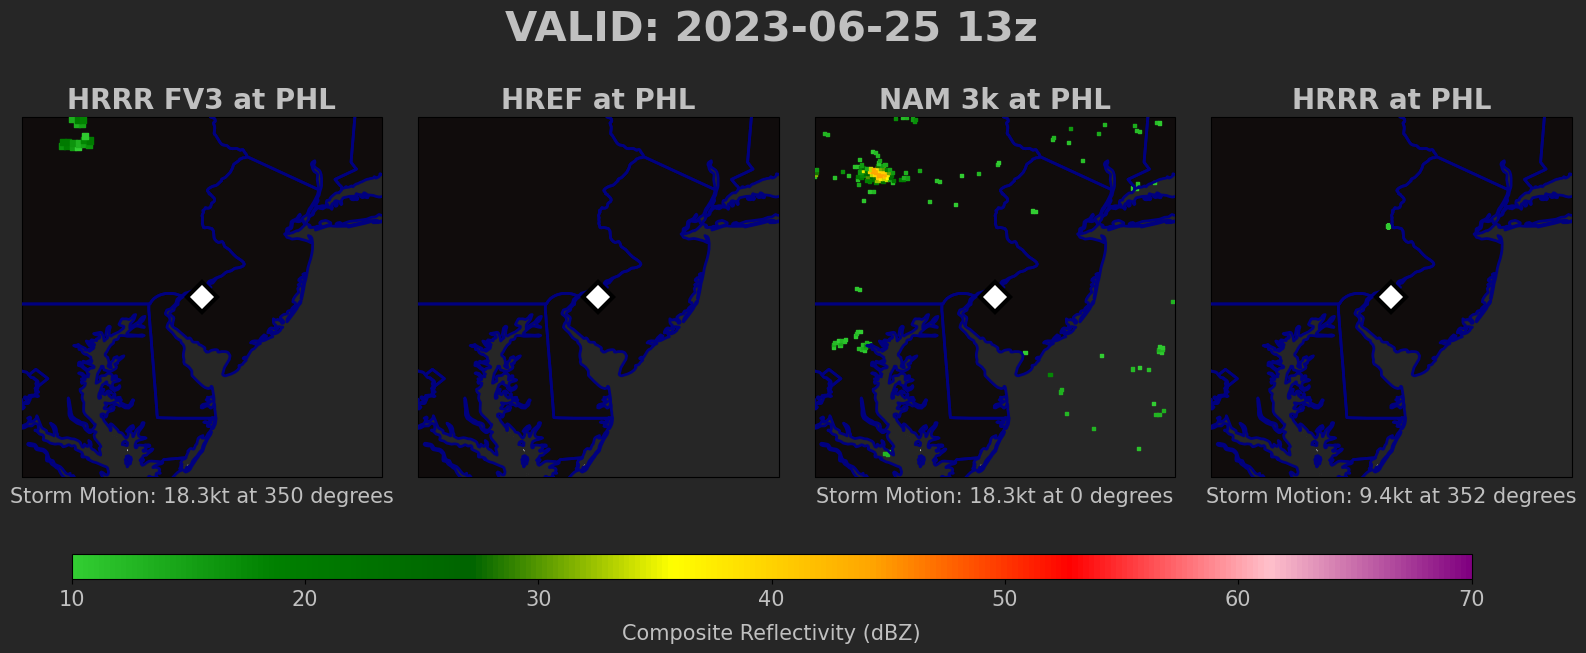 VALID: 2023-06-25 13z
HRRR FV3 at PHL
HREF at PHL
NAM 3k at PHL
HRRR at PHL
Storm Motion: 18.3kt at 350 degrees
Storm Motion: 18.3kt at 0 degrees
Storm Motion: 9.4kt at 352 degrees
10 20 30 40 50 60 70
Composite Reflectivity (dBZ)